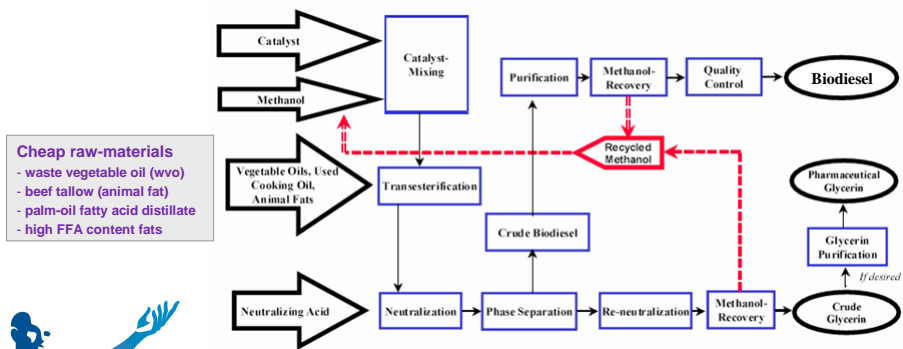 Catalyst
Catalyst-
Mixing
Methanol
Purification
Methanol-
Recovery
Quality
Control
Biodiesel
Cheap raw-materials
- waste vegetable oil (wvo)
- beef tallow (animal fat)
- palm-oil fatty acid distillate
- high FFA content fats
Recycled
Methanol
Vegetable Oils, Used
Cooking Oil,
Animal Fats
Transesterification
Pharmaceutical
Glycerin
Crude Biodiesel
Glycerin
Purification
If desired
Neutralizing Acid
Neutralization
Phase Separation
Re-neutralization
Methanol-
Recovery
Crude
Glycerin